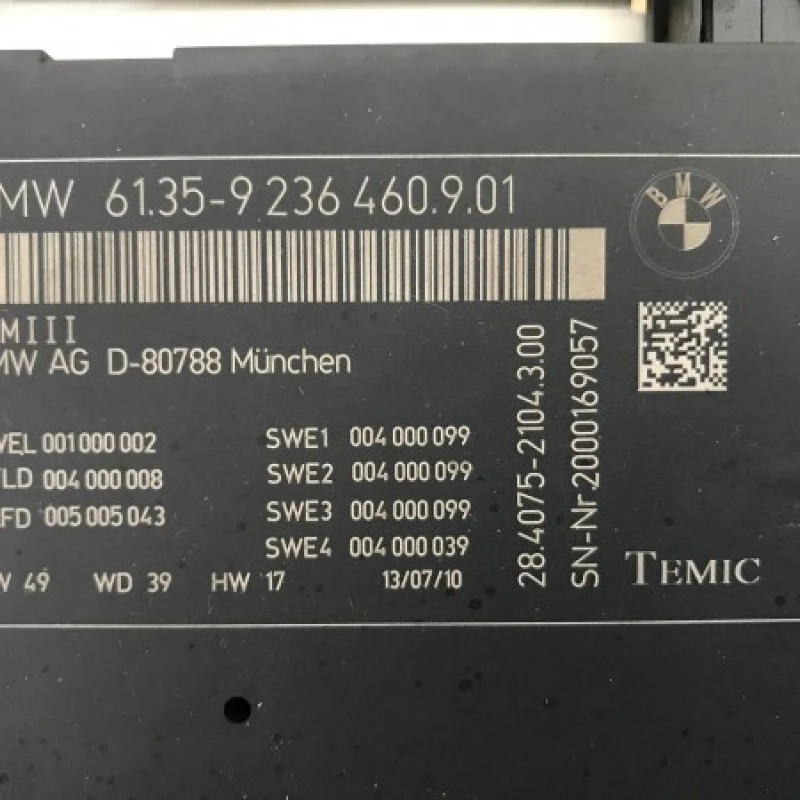 MW 61.35-9 236 460.9.01
BMW
MIII
MW AG D-80788 München
VEL 001 000 002
LD 004 000 008
FD 005 005 043
SWE1 004 000 099
SWE2 004 000 099
SWE3 004 000 099
SWE4 004 000 039
W 49 WD 39 HW 17 13/07/10
28.4075-2104.3.00
SN-Nr.2000169057
TEMIC